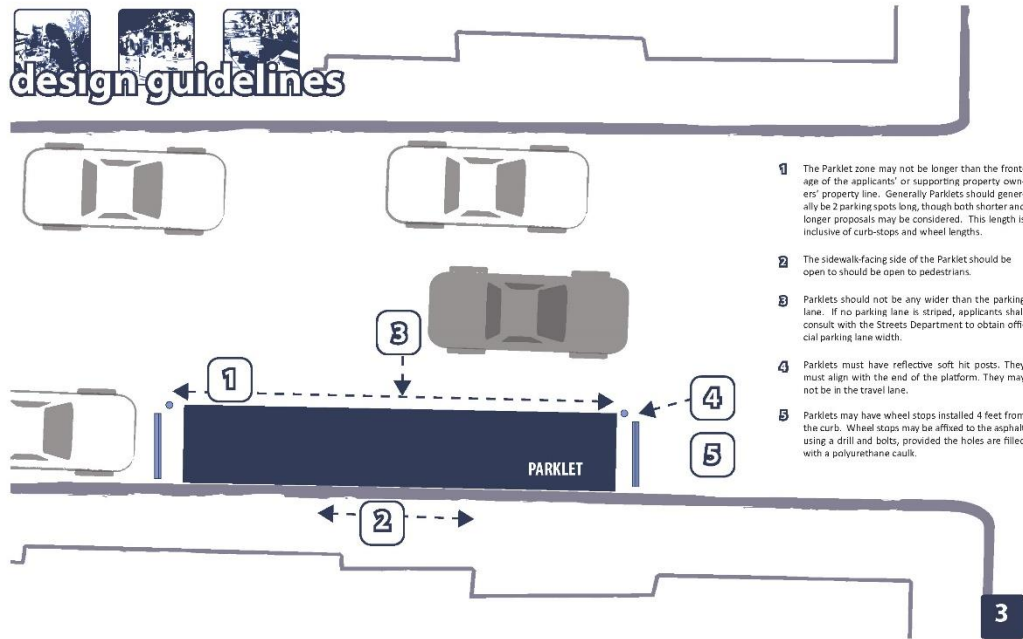 design guidelines
1 The Parklet zone may not be longer than the front-
age of the applicants' or supporting property own-
ers' property line. Generally Parklets should gener-
ally be 2 parking spots long, though both shorter and
longer proposals may be considered. This length is
inclusive of curb-stops and wheel lengths.
2 The sidewalk-facing side of the Parklet should be
open to should be open to pedestrians.
3 Parklets should not be any wider than the parking
lane. If no parking lane is striped, applicants shall
consult with the Streets Department to obtain offi-
cial parking lane width.
4 Parklets must have reflective soft hit posts. They
must align with the end of the platform. They may
not be in the travel lane.
5 Parklets may have wheel stops installed 4 feet from
the curb. Wheel stops may be affixed to the asphalt
using a drill and bolts, provided the holes are filled
with a polyurethane caulk.
3
1
4
5
PARKLET
2
3